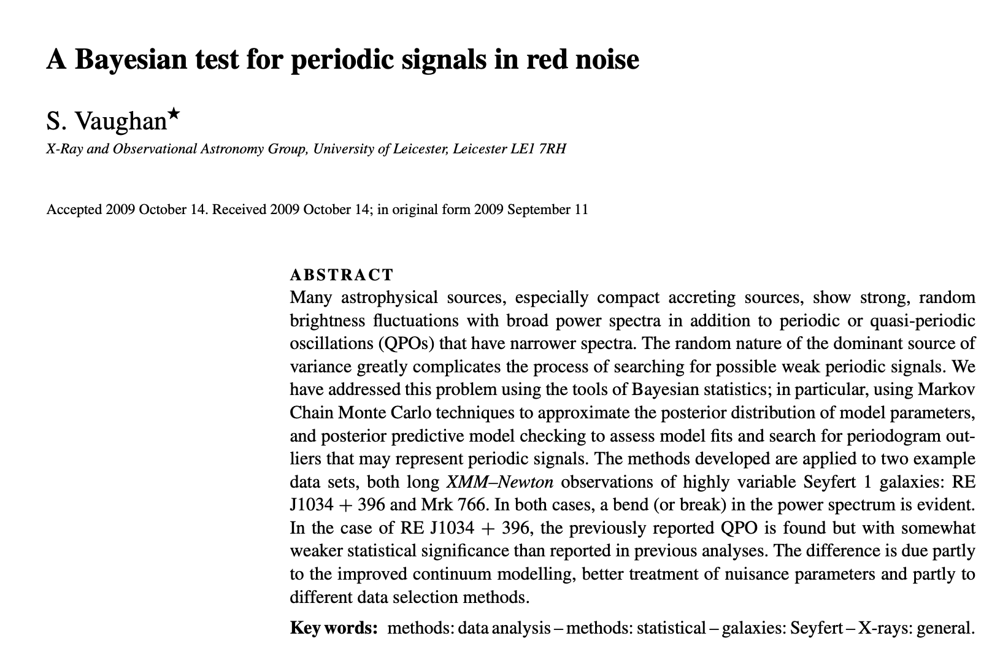 A Bayesian test for periodic signals in red noise
S. Vaughan★
X-Ray and Observational Astronomy Group, University of Leicester, Leicester LE1 7RH
Accepted 2009 October 14. Received 2009 October 14; in original form 2009 September 11
ABSTRACT
Many astrophysical sources, especially compact accreting sources, show strong, random
brightness fluctuations with broad power spectra in addition to periodic or quasi-periodic
oscillations (QPOs) that have narrower spectra. The random nature of the dominant source of
variance greatly complicates the process of searching for possible weak periodic signals. We
have addressed this problem using the tools of Bayesian statistics; in particular, using Markov
Chain Monte Carlo techniques to approximate the posterior distribution of model parameters,
and posterior predictive model checking to assess model fits and search for periodogram out-
liers that may represent periodic signals. The methods developed are applied to two example
data sets, both long XMM–Newton observations of highly variable Seyfert 1 galaxies: RE
J1034 + 396 and Mrk 766. In both cases, a bend (or break) in the power spectrum is evident.
In the case of RE J1034 + 396, the previously reported QPO is found but with somewhat
weaker statistical significance than reported in previous analyses. The difference is due partly
to the improved continuum modelling, better treatment of nuisance parameters and partly to
different data selection methods.
Key words: methods: data analysis – methods: statistical – galaxies: Seyfert – X-rays: general.